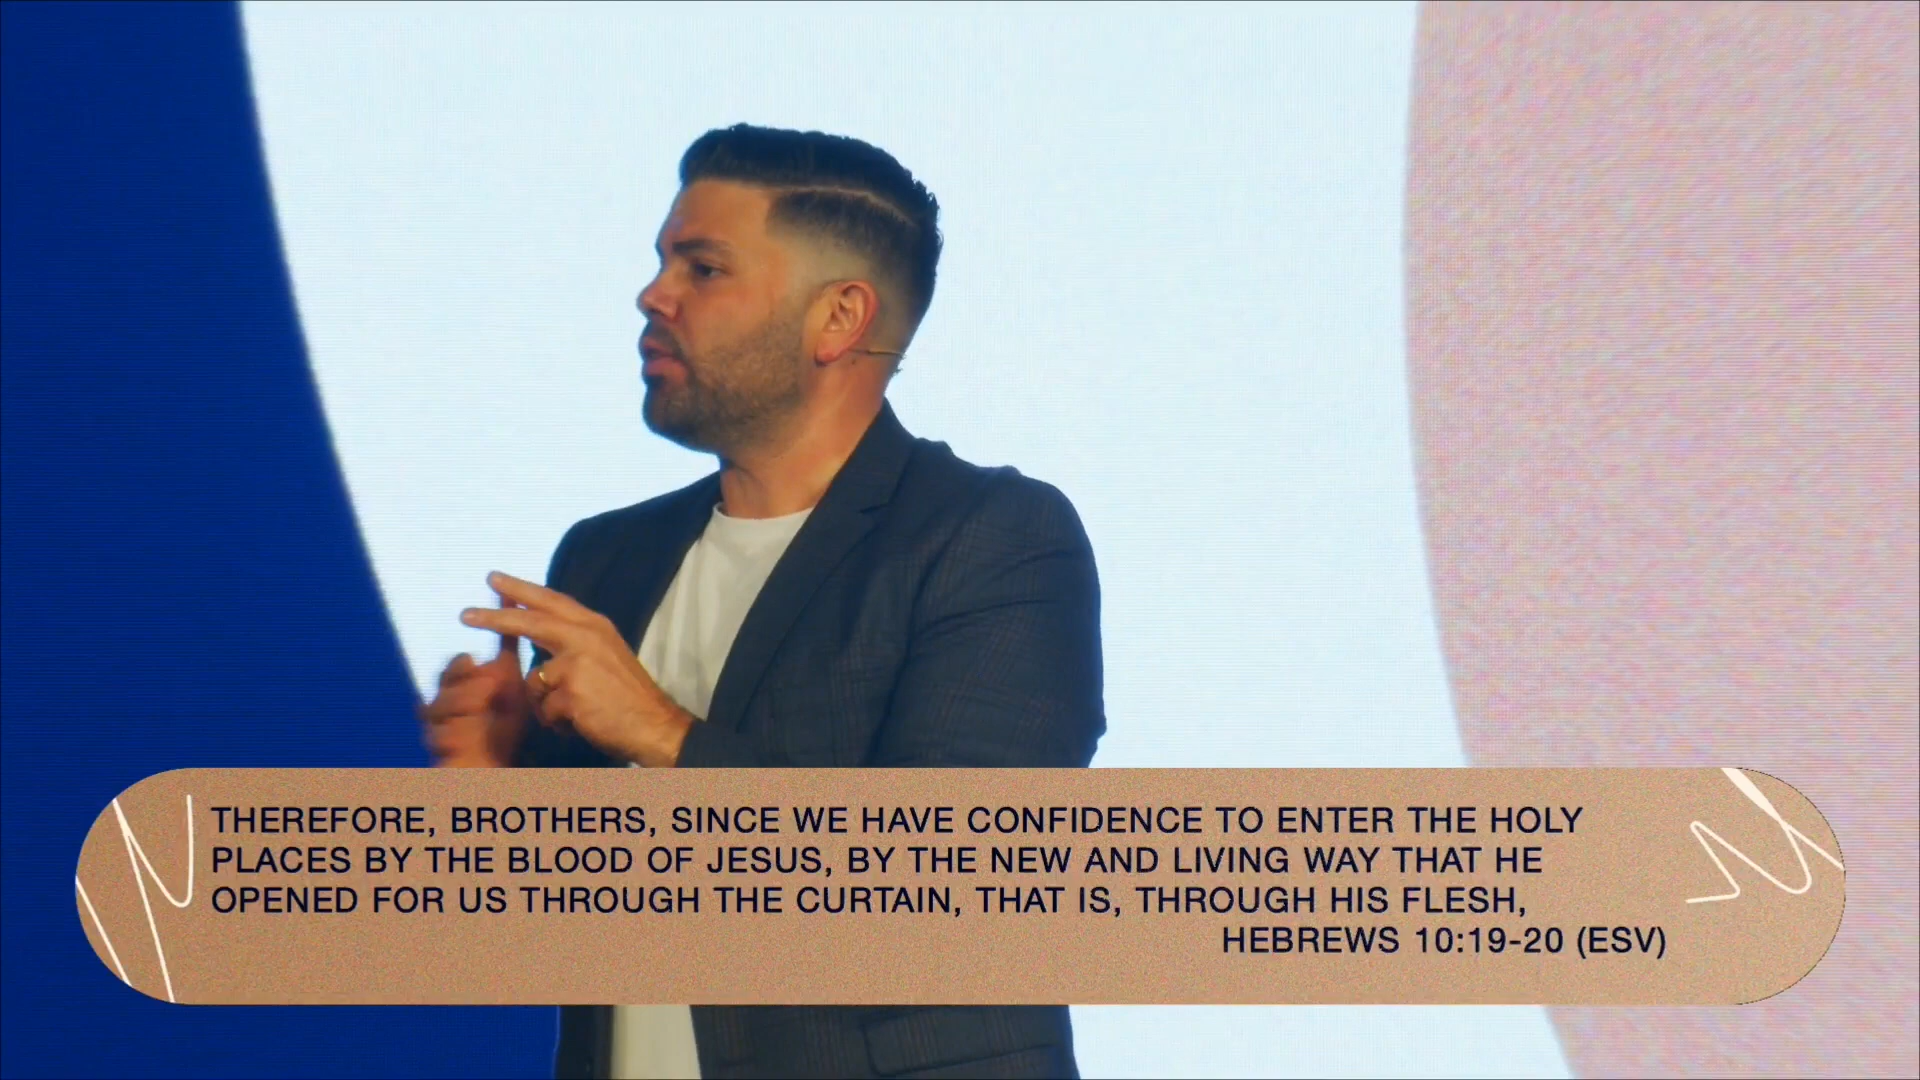 THEREFORE, BROTHERS, SINCE WE HAVE CONFIDENCE TO ENTER THE HOLY
PLACES BY THE BLOOD OF JESUS, BY THE NEW AND LIVING WAY THAT HE
OPENED FOR US THROUGH THE CURTAIN, THAT IS, THROUGH HIS FLESH,
HEBREWS 10:19-20 (ESV)